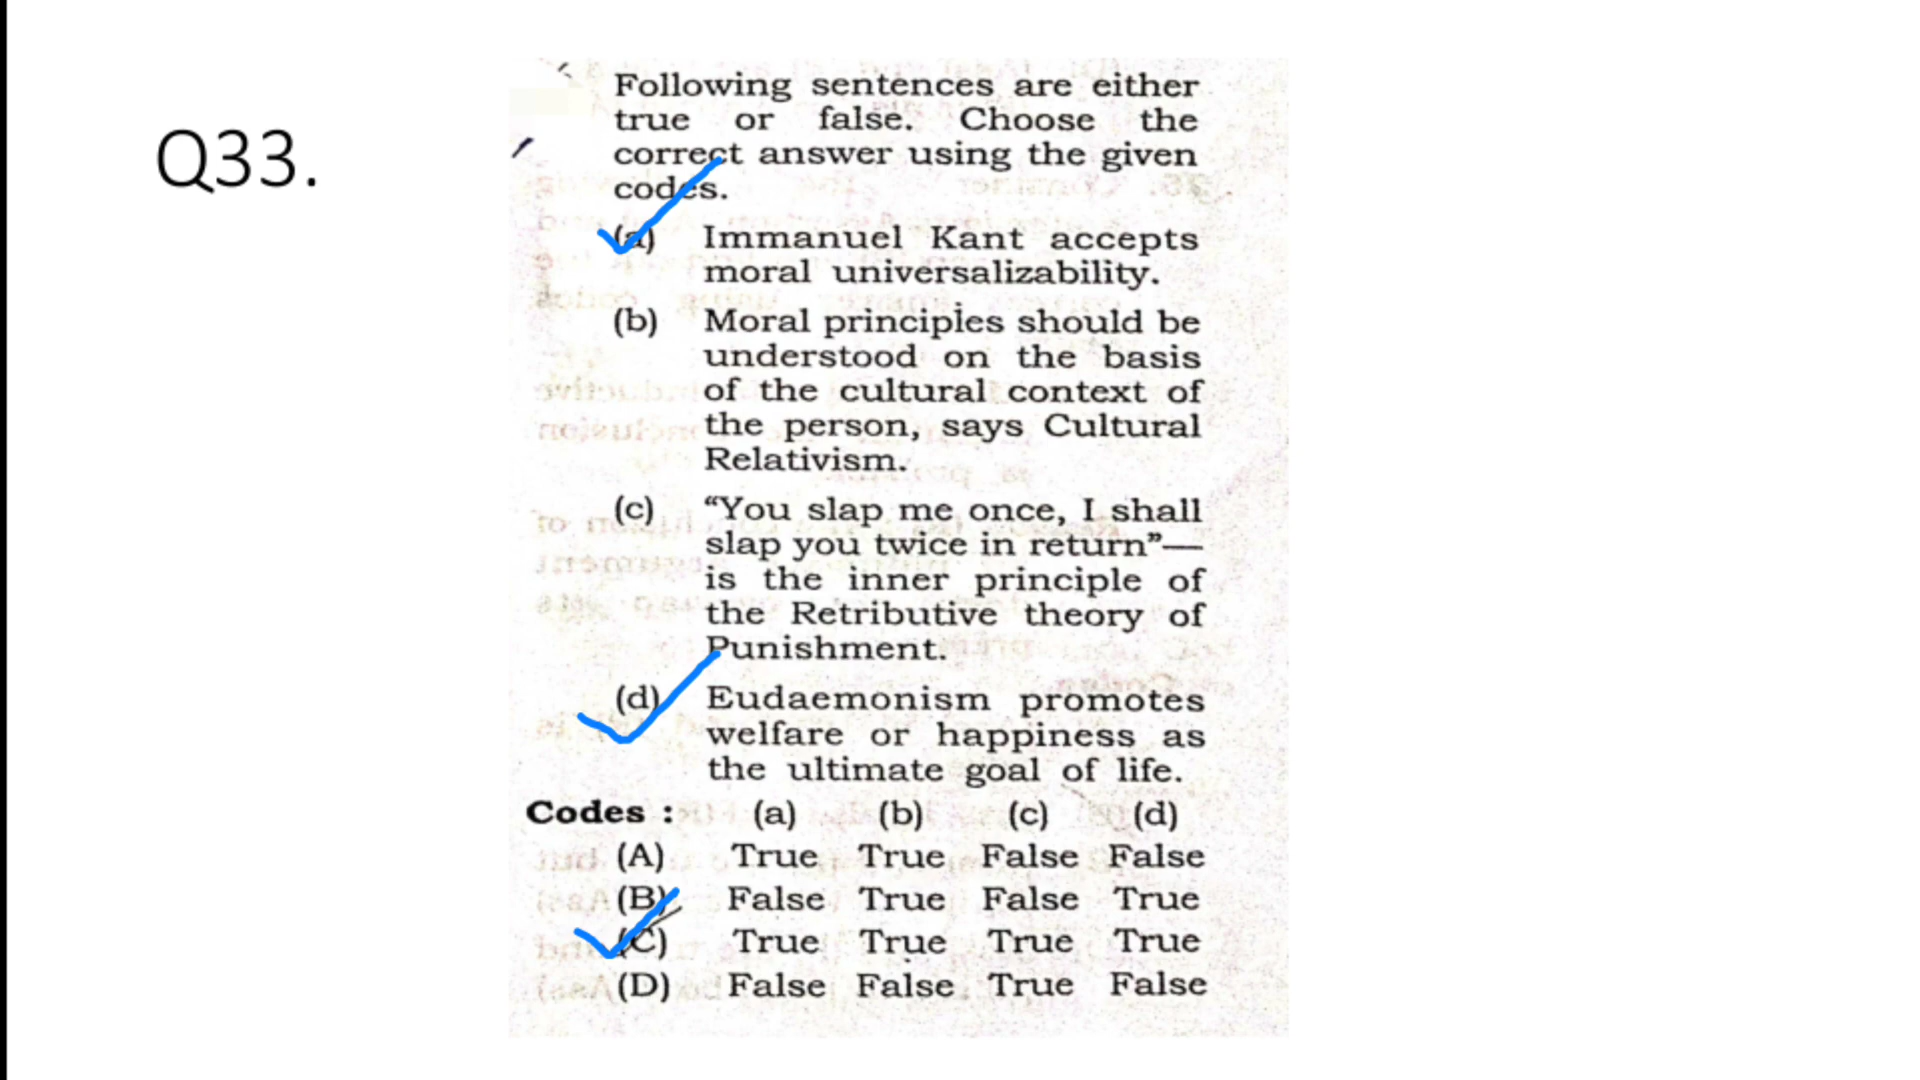 Q33.
Following sentences are either
true or false. Choose the
correct answer using the given
codes.
(a) Immanuel Kant accepts
moral universalizability.
(b) Moral principles should be
understood on the basis
of the cultural context of
the person, says Cultural
Relativism.
(c) “You slap me once, I shall
slap you twice in return”—
is the inner principle of
the Retributive theory of
Punishment.
(d) Eudaemonism promotes
welfare or happiness as
the ultimate goal of life.
Codes : (a) (b) (c) (d)
(A) True True False False
(B) False True False True
(C) True True True True
(D) False False True False